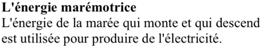 L'énergie marémotrice
L'énergie de la marée qui monte et qui descend
est utilisée pour produire de l'électricité.